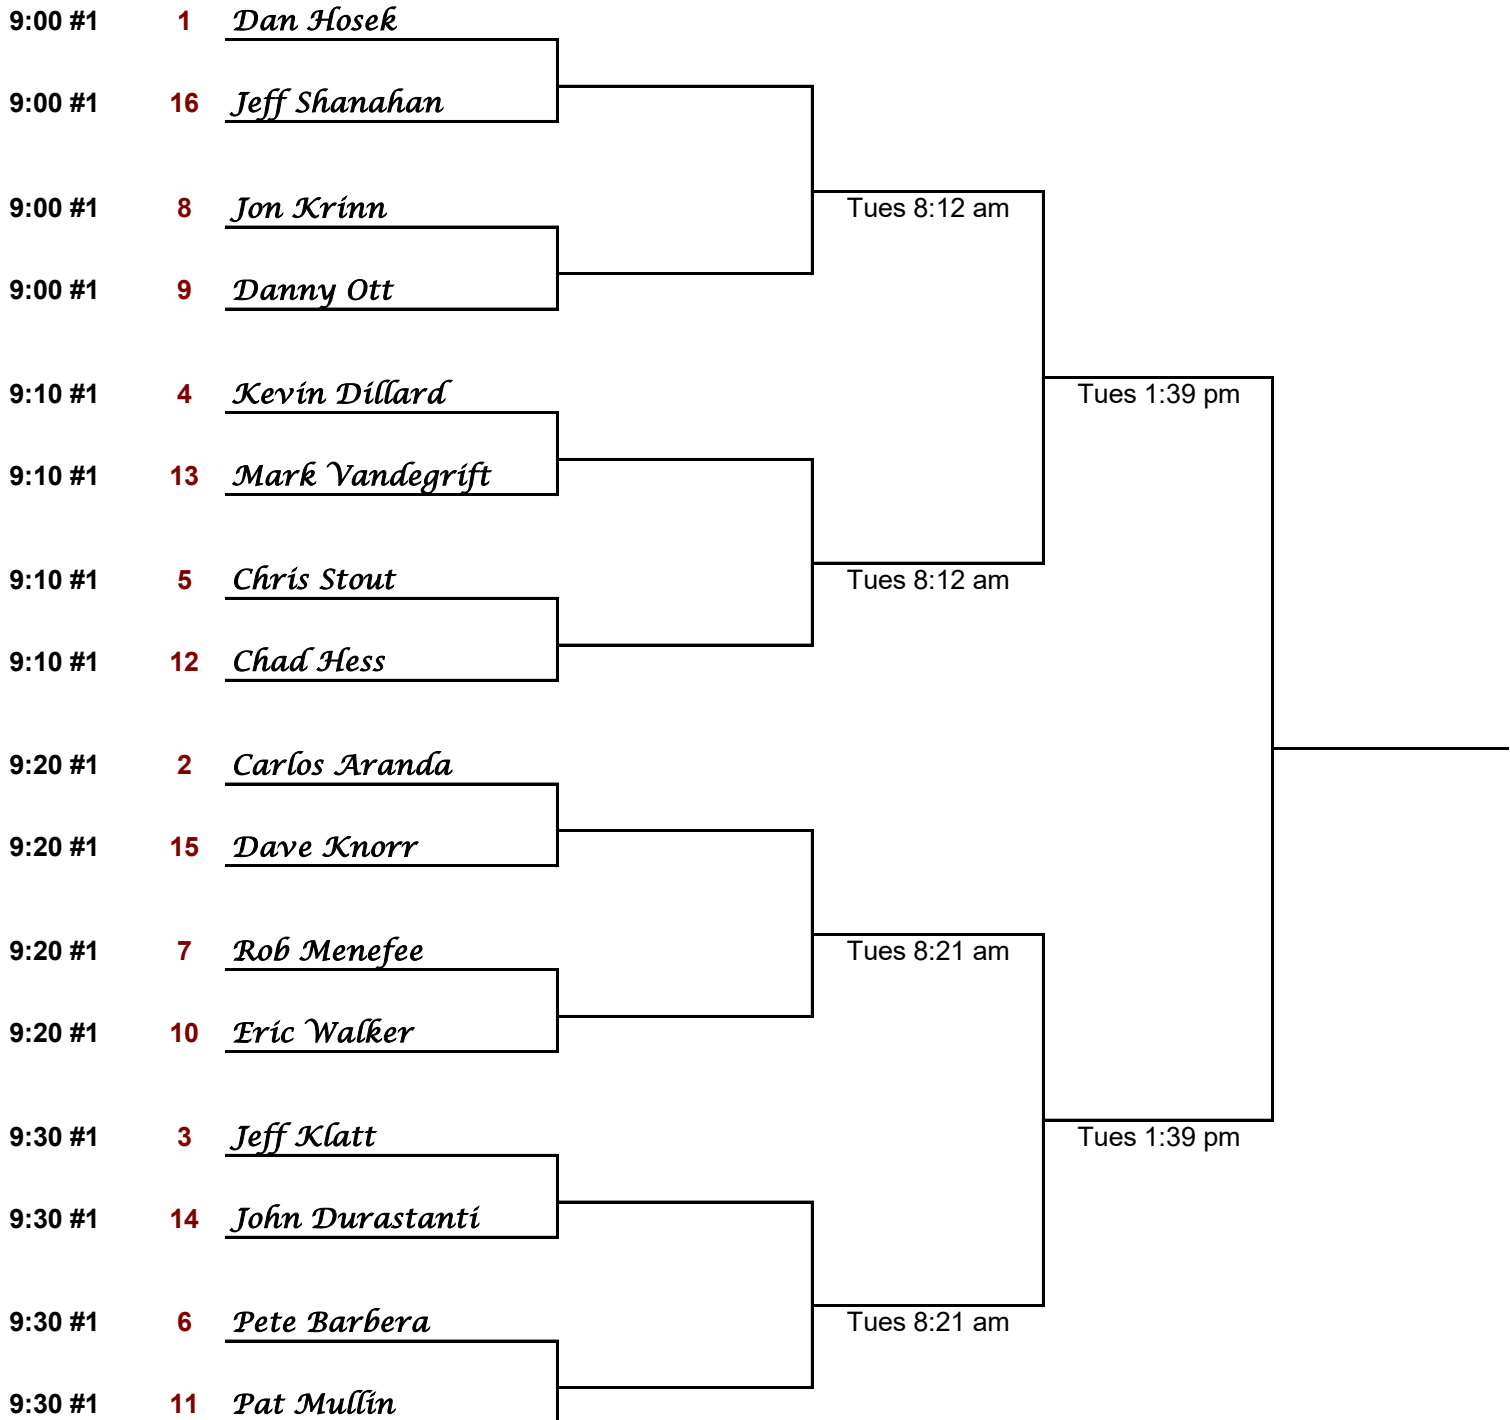 9:00 #1 1 Dan Hosek
9:00 #1 16 Jeff Shanahan
9:00 #1 8 Jon Krinn
Tues 8:12 am
9:00 #1 9 Danny Ott
9:10 #1 4 Kevin Dillard
Tues 1:39 pm
9:10 #1 13 Mark Vandegrift
9:10 #1 5 Chris Stout
Tues 8:12 am
9:10 #1 12 Chad Hess
9:20 #1 2 Carlos Aranda
9:20 #1 15 Dave Knorr
9:20 #1 7 Rob Menefee
Tues 8:21 am
9:20 #1 10 Eric Walker
9:30 #1 3 Jeff Klatt
Tues 1:39 pm
9:30 #1 14 John Durastanti
9:30 #1 6 Pete Barbera
Tues 8:21 am
9:30 #1 11 Pat Mullin